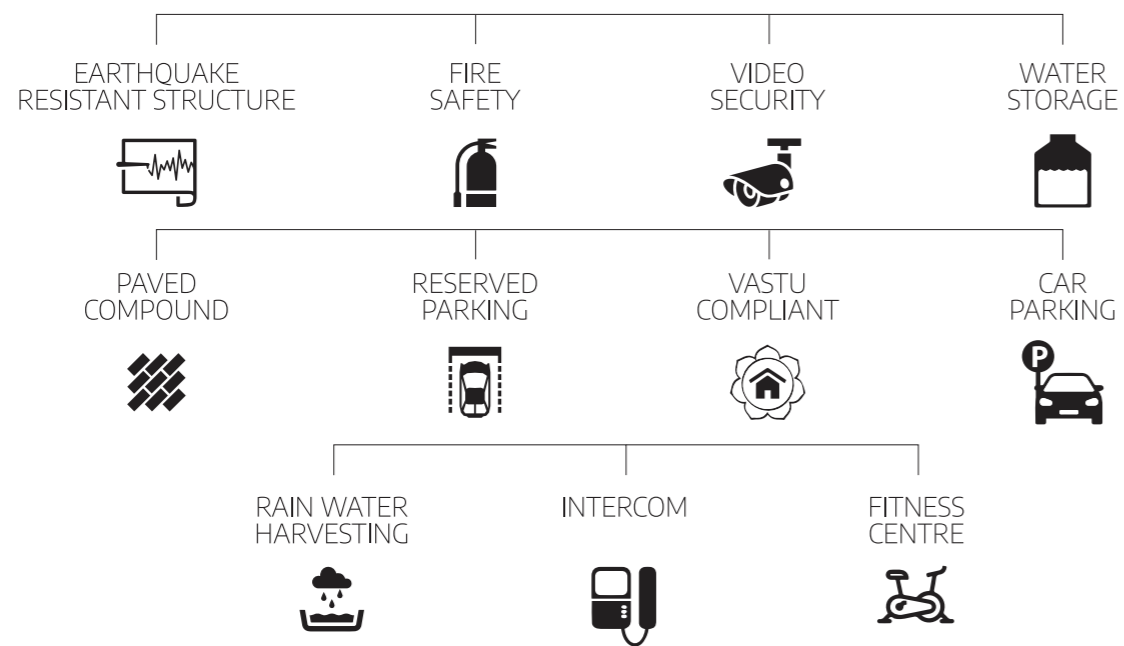 EARTHQUAKE
RESISTANT STRUCTURE
FIRE
SAFETY
VIDEO
SECURITY
WATER
STORAGE
PAVED
COMPOUND
RESERVED
PARKING
VASTU
COMPLIANT
CAR
PARKING
P
RAIN WATER
HARVESTING
INTERCOM
FITNESS
CENTRE